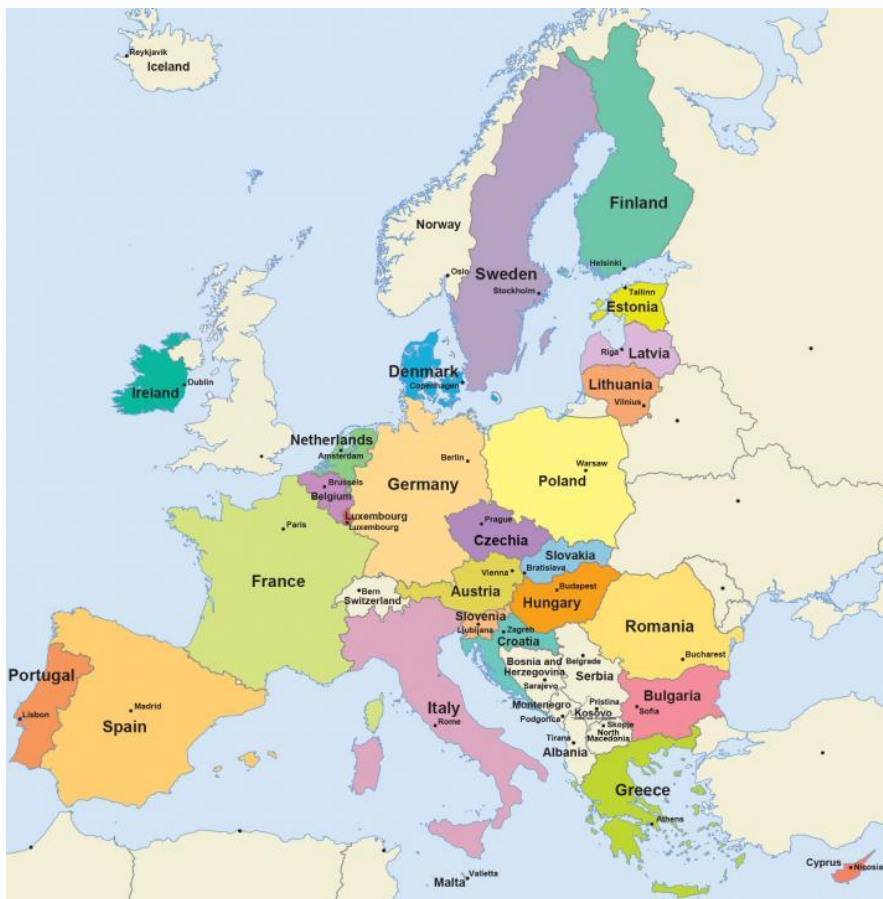 Reykjavik
Iceland
Norway
Finland
Oslo
Helsinki
Sweden
Stockholm
Tallinn
Estonia
Riga
Latvia
Denmark
Copenhagen
Lithuania
Vilnius
Dublin
Ireland
Netherlands
Amsterdam
Berlin
Warsaw
Brussels
Belgium
Germany
Poland
Luxembourg
Luxembourg
Paris
Prague
Czechia
Slovakia
Bratislava
Vienna
Austria
France
Bern
Switzerland
Budapest
Hungary
Slovenia
Ljubljana
Zagreb
Croatia
Romania
Bucharest
Bosnia and
Herzegovina
Sarajevo
Belgrade
Serbia
Portugal
Lisbon
Madrid
Spain
Italy
Rome
Montenegro
Podgorica
Pristina
Kosovo
Bulgaria
Sofia
Skopje
North
Macedonia
Tirana
Albania
Greece
Athens
Cyprus
Nicosia
Malta
Valletta